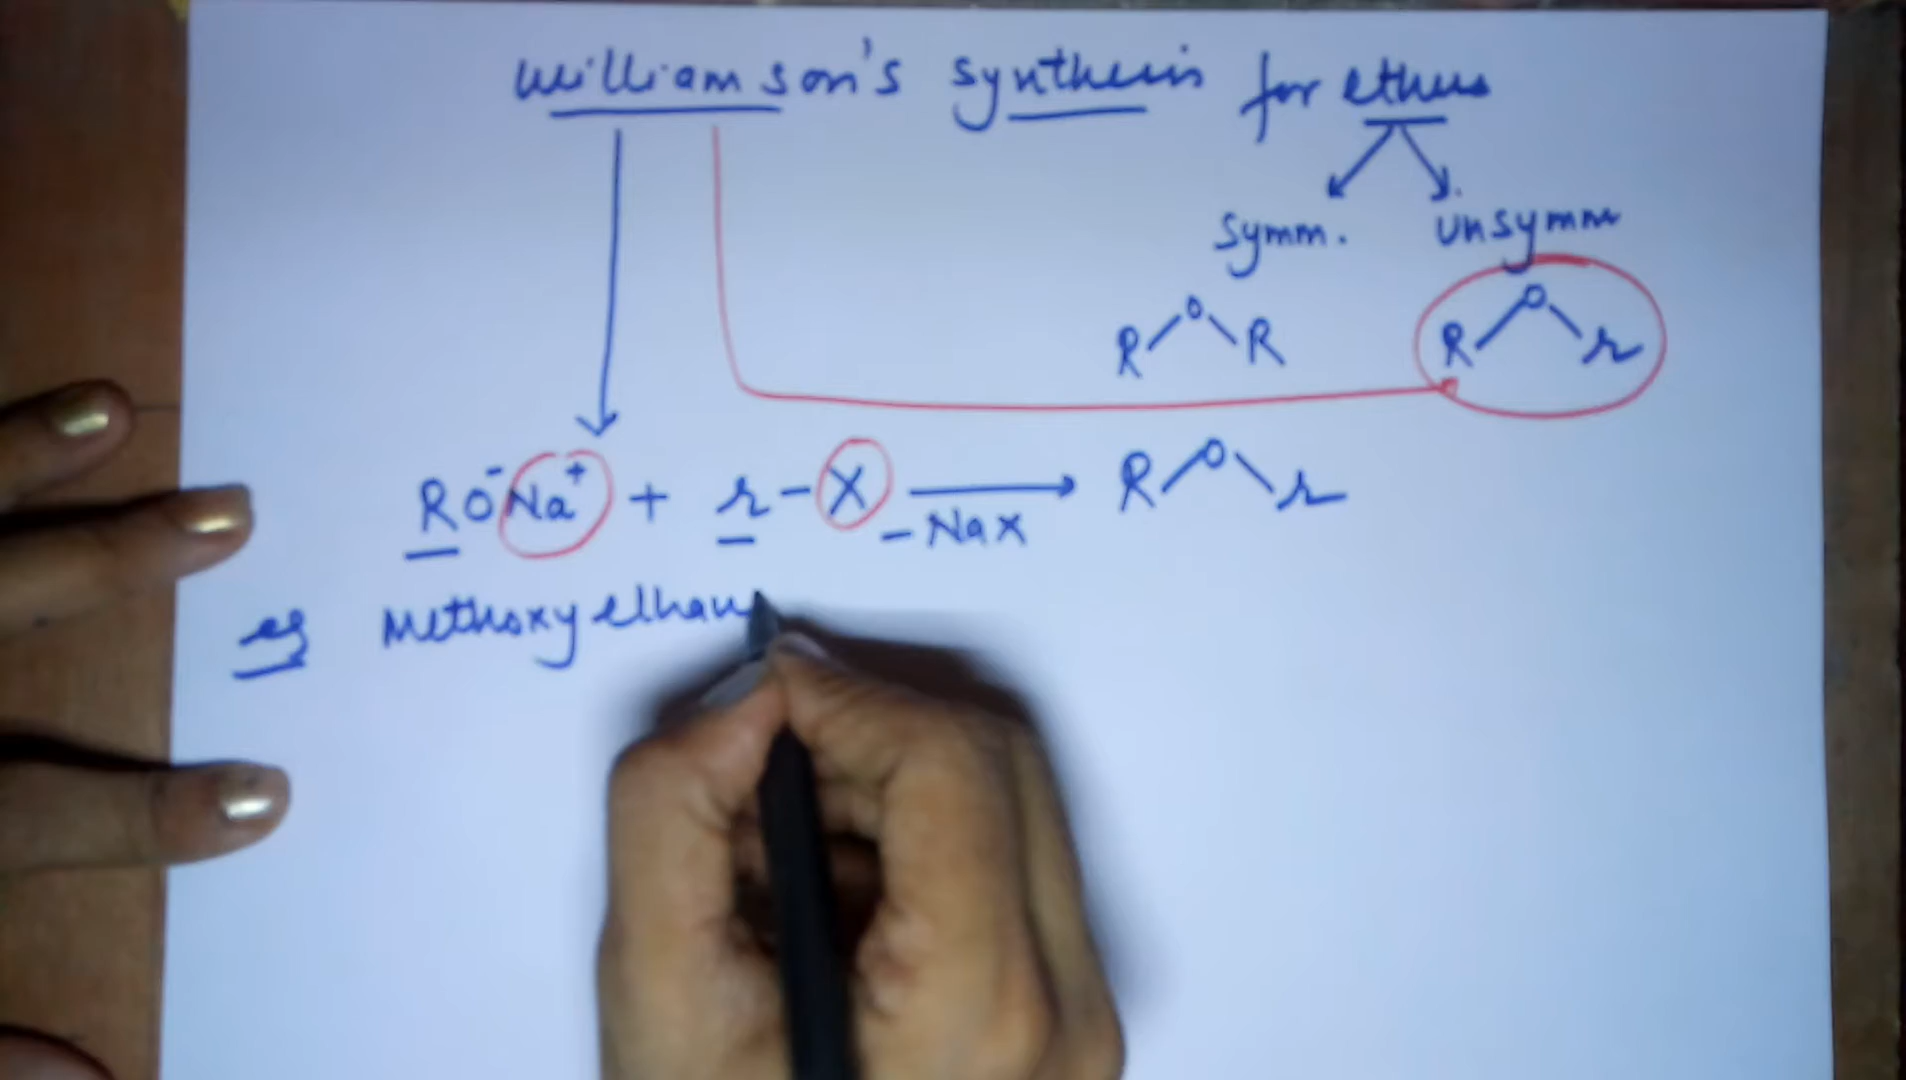 Williamson's synthesis for ethers
Symm. Unsymm
R O R R O r
RO⁻Na⁺ + r-X -NaX → R O r
eg Methoxy ethan